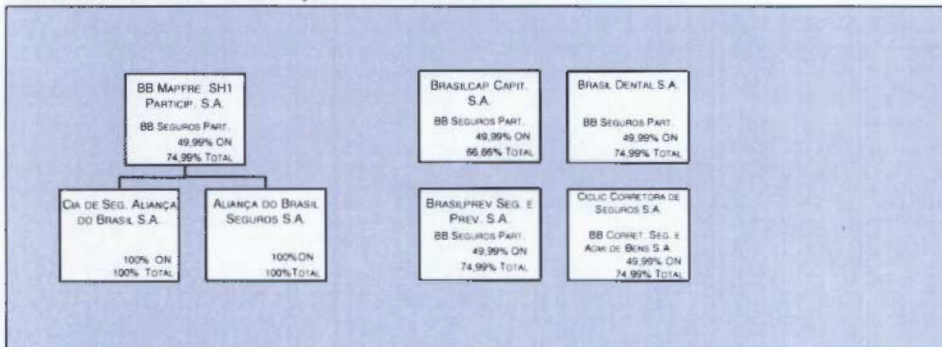 BB MAPFRE SH1
PARTICIP. S.A.
BB SEGUROS PART.
49,99% ON
74,99% TOTAL
CIA DE SEG. ALIANÇA
DO BRASIL S.A.
100% ON
100% TOTAL
ALIANÇA DO BRASIL
SEGUROS S.A.
100%ON
100%TOTAL
BRASILCAP CAPIT.
S.A.
BB SEGUROS PART.
49,99% ON
66,66% TOTAL
BRASIL DENTAL S.A.
BB SEGUROS PART.
49,99% ON
74,99% TOTAL
BRASILPREV SEG. E
PREV. S.A.
BB SEGUROS PART.
49,99% ON
74,99% TOTAL
CICLIC CORRETORA DE
SEGUROS S.A.
BB CORRET. SEG. E
ADMI DE BENS S.A.
49,99% ON
74,99% TOTAL